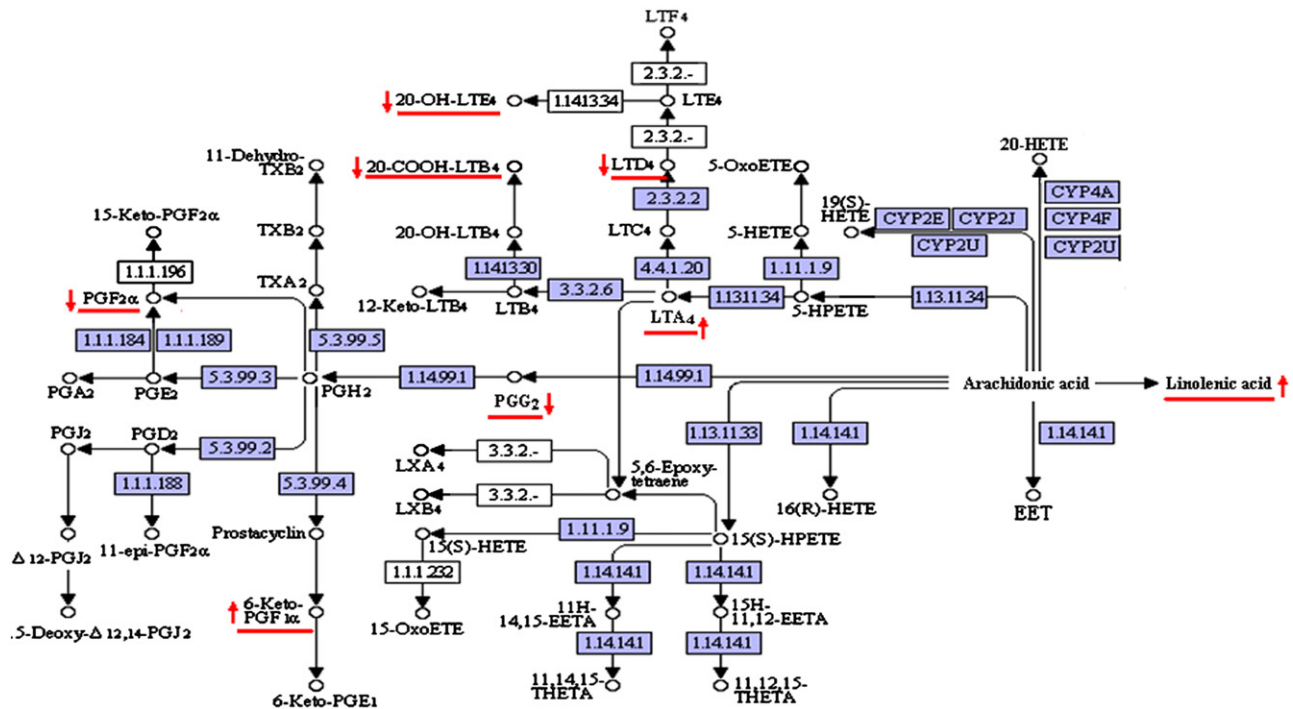 LTF4
2.3.2.-
20-OH-LTE4
1.14.13.34
LTE4
2.3.2.-
11-Dehydro-
TXB2
20-COOH-LTB4
LTD4
5-OxoETE
20-HETE
CYP4A
2.3.2.2
15-Keto-PGF2α
19(S)-
HETE
CYP2E
CYP2J
CYP4F
TXB2
20-OH-LTB4
LTC4
5-HETE
CYP2U
CYP2U
1.1.1.196
1.14.13.30
4.4.1.20
1.11.1.9
TXA2
PGF2α
12-Keto-LTB4
LTB4
3.3.2.6
LTA4
1.13.11.34
5-HPETE
1.13.11.34
1.1.1.184
1.1.1.189
5.3.99.5
PGA2
PGE2
5.3.99.3
PGH2
1.14.99.1
PGG2
1.14.99.1
Arachidonic acid
Linolenic acid
PGJ2
PGD2
5.3.99.2
1.13.11.33
1.14.14.1
1.14.14.1
LXA4
3.3.2.-
5,6-Epoxy-
tetraene
1.1.1.188
5.3.99.4
LXB4
3.3.2.-
16(R)-HETE
EET
Prostacyclin
1.11.1.9
15(S)-HETE
15(S)-HPETE
Δ12-PGJ2
11-epi-PGF2α
1.1.1.232
1.14.14.1
1.14.14.1
6-Keto-
PGF1α
11H-
14,15-EETA
15H-
11,12-EETA
.5-Deoxy-Δ12,14-PGJ2
15-OxoETE
1.14.14.1
1.14.14.1
6-Keto-PGE1
11,14,15-
THETA
11,12,15-
THETA